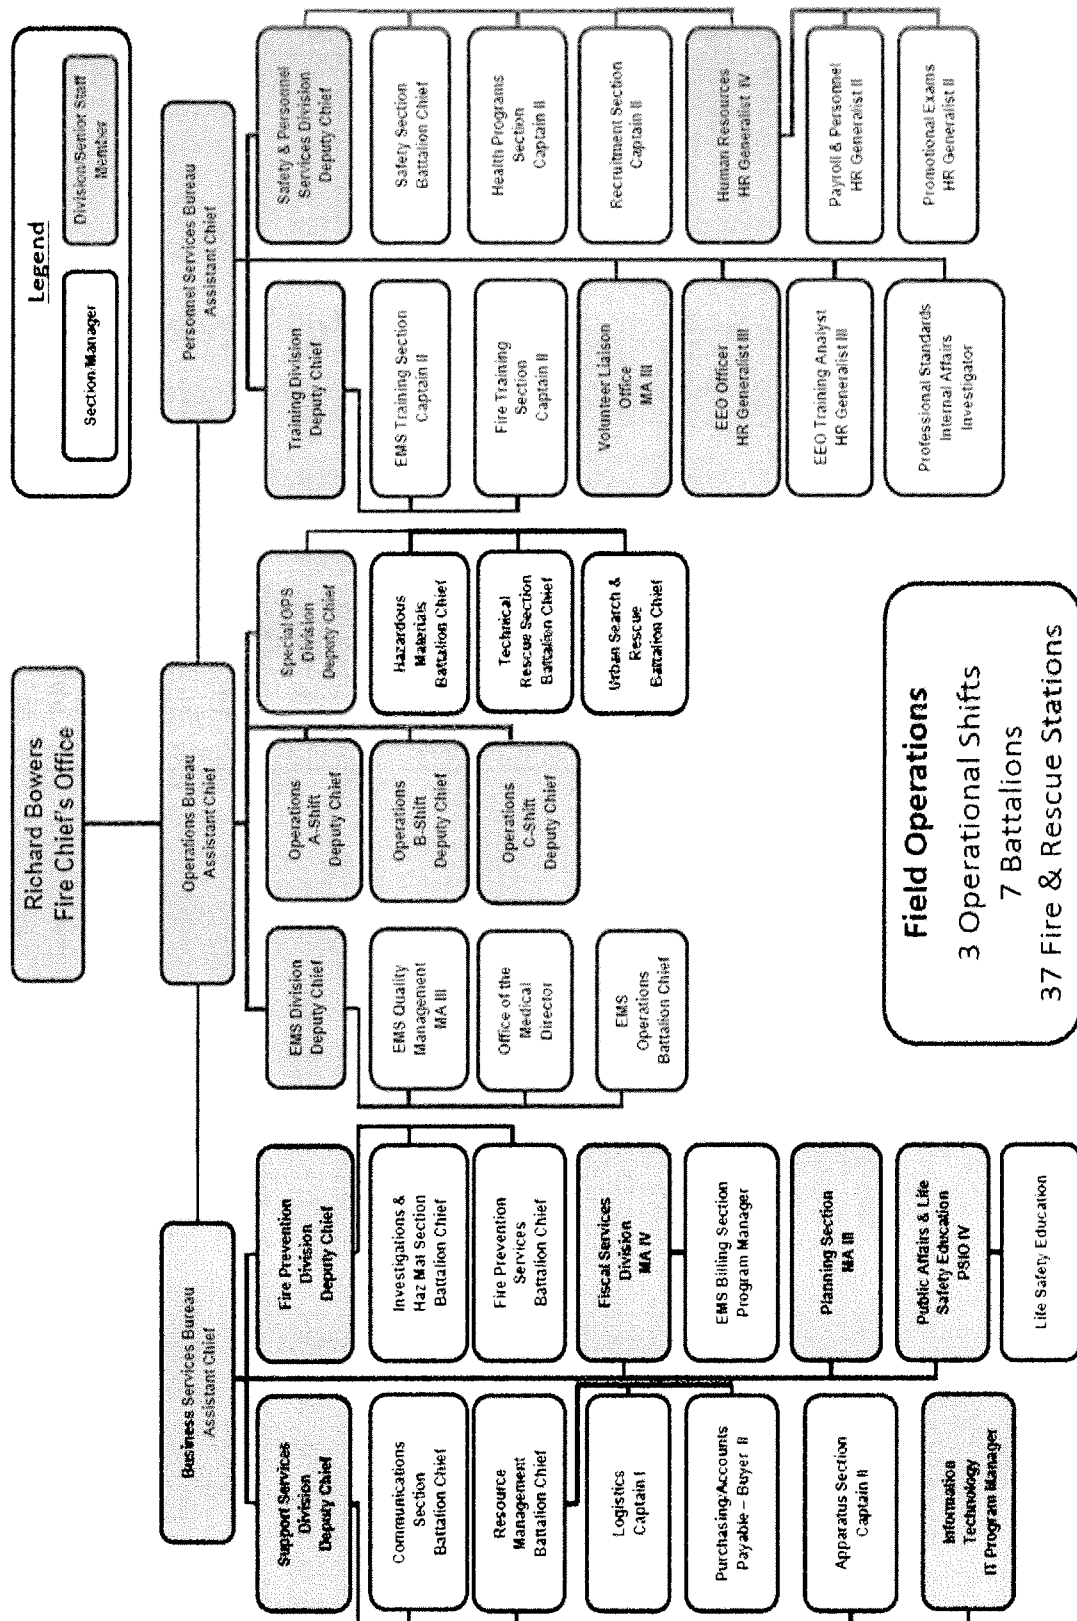 Richard Bowers
Fire Chief's Office
Legend
Section/Manager
Division/Senior Staff
Member
Business Services Bureau
Assistant Chief
Operations Bureau
Assistant Chief
Personnel Services Bureau
Assistant Chief
Support Services
Division
Deputy Chief
Communications
Section
Battalion Chief
Resource
Management
Battalion Chief
Logistics
Captain I
Purchasing/Accounts
Payable – Buyer II
Apparatus Section
Captain II
Information
Technology
IT Program Manager
Fire Prevention
Division
Deputy Chief
Investigations &
Haz Mat Section
Battalion Chief
Fire Prevention
Services
Battalion Chief
Fiscal Services
Division
MA IV
EMS Billing Section
Program Manager
Planning Section
MA III
Public Affairs & Life
Safety Education
PSIO IV
Life Safety Education
EMS Division
Deputy Chief
EMS Quality
Management
MA III
Office of the
Medical
Director
EMS
Operations
Battalion Chief
Operations
A-Shift
Deputy Chief
Operations
B-Shift
Deputy Chief
Operations
C-Shift
Deputy Chief
Special OPS
Division
Deputy Chief
Hazardous
Materials
Battalion Chief
Technical
Rescue Section
Battalion Chief
Urban Search &
Rescue
Battalion Chief
Training Division
Deputy Chief
EMS Training Section
Captain II
Fire Training
Section
Captain II
Volunteer Liaison
Office
MA III
EEO Officer
HR Generalist III
EEO Training Analyst
HR Generalist III
Professional Standards
Internal Affairs
Investigator
Safety & Personnel
Services Division
Deputy Chief
Safety Section
Battalion Chief
Health Programs
Section
Captain II
Recruitment Section
Captain II
Human Resources
HR Generalist IV
Payroll & Personnel
HR Generalist II
Promotional Exams
HR Generalist II
Field Operations
3 Operational Shifts
7 Battalions
37 Fire & Rescue Stations